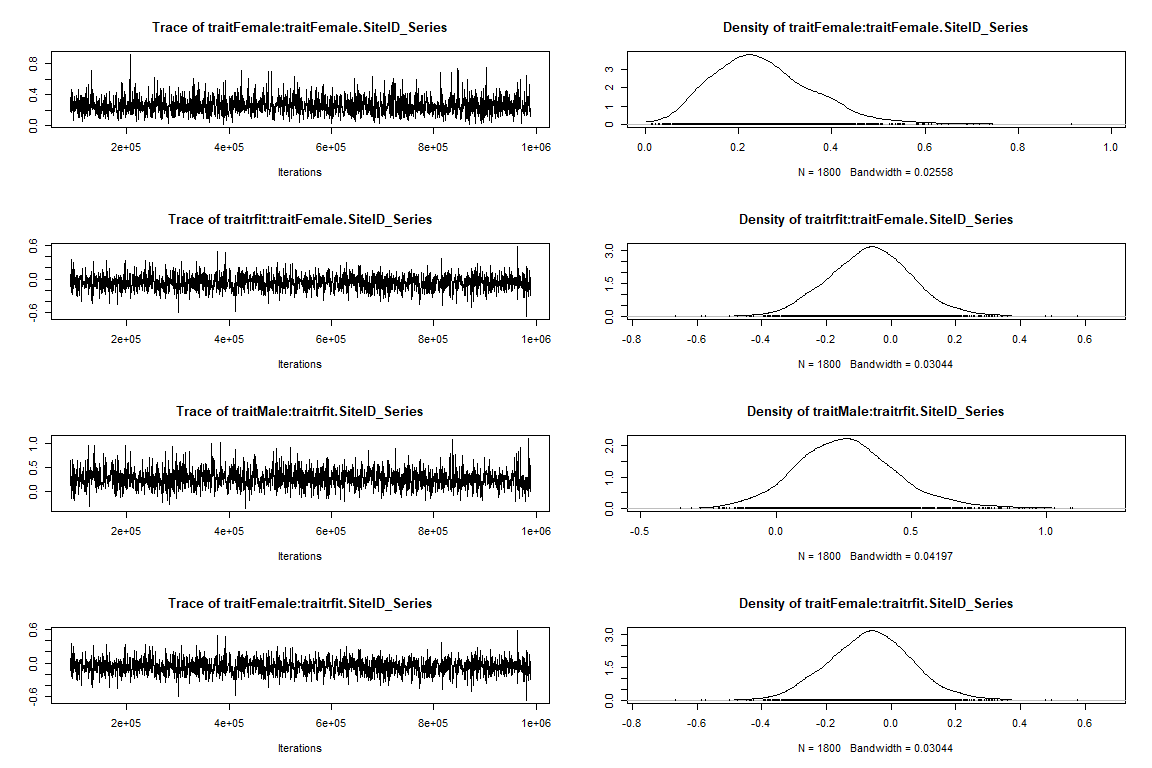 Trace of traitFemale:traitFemale.SiteID_Series
0.0 0.4 0.8
2e+05 4e+05 6e+05 8e+05 1e+06
Iterations
Density of traitFemale:traitFemale.SiteID_Series
0 1 2 3
0.0 0.2 0.4 0.6 0.8 1.0
N = 1800 Bandwidth = 0.02558
Trace of traitrfit:traitFemale.SiteID_Series
-0.6 0.0 0.6
2e+05 4e+05 6e+05 8e+05 1e+06
Iterations
Density of traitrfit:traitFemale.SiteID_Series
0.0 1.5 3.0
-0.8 -0.6 -0.4 -0.2 0.0 0.2 0.4 0.6
N = 1800 Bandwidth = 0.03044
Trace of traitMale:traitrfit.SiteID_Series
0.0 0.5 1.0
2e+05 4e+05 6e+05 8e+05 1e+06
Iterations
Density of traitMale:traitrfit.SiteID_Series
0.0 1.0 2.0
-0.5 0.0 0.5 1.0
N = 1800 Bandwidth = 0.04197
Trace of traitFemale:traitrfit.SiteID_Series
-0.6 0.0 0.6
2e+05 4e+05 6e+05 8e+05 1e+06
Iterations
Density of traitFemale:traitrfit.SiteID_Series
0.0 1.5 3.0
-0.8 -0.6 -0.4 -0.2 0.0 0.2 0.4 0.6
N = 1800 Bandwidth = 0.03044